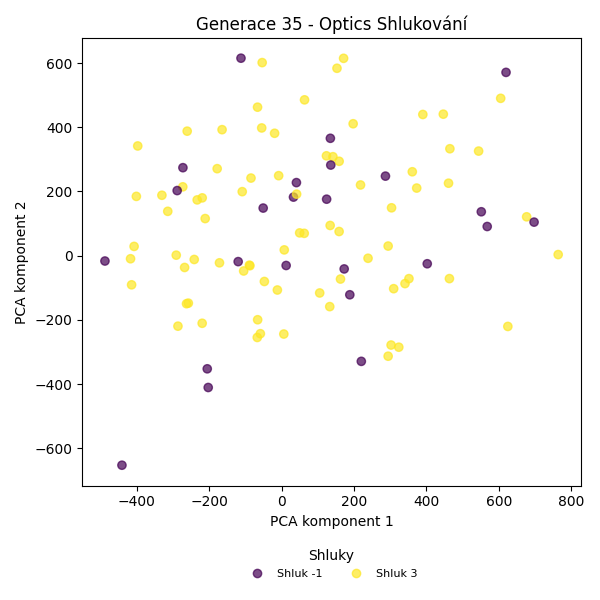 Generace 35 - Optics Shlukování
PCA komponent 2
600
400
200
0
−200
−400
−600
−400
−200
0
200
400
600
800
PCA komponent 1
Shluky
Shluk -1
Shluk 3